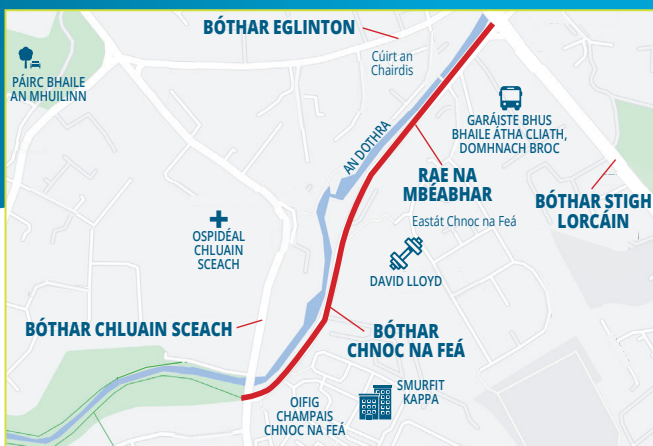 BÓTHAR EGLINTON
Cúirt an
Chairdis
PÁIRC BHAILE
AN MHUILINN
GARÁISTE BHUS
BHAILE ÁTHA CLIATH,
DOMHNACH BROC
AN DOTHRA
RAE NA
MBÉABHAR
BÓTHAR STIGH
LORCÁIN
Eastát Chnoc na Feá
OSPIDÉAL
CHLUAIN
SCEACH
DAVID LLOYD
BÓTHAR CHLUAIN SCEACH
BÓTHAR
CHNOC NA FEÁ
SMURFIT
KAPPA
OIFIG
CHAMPAIS
CHNOC NA FEÁ